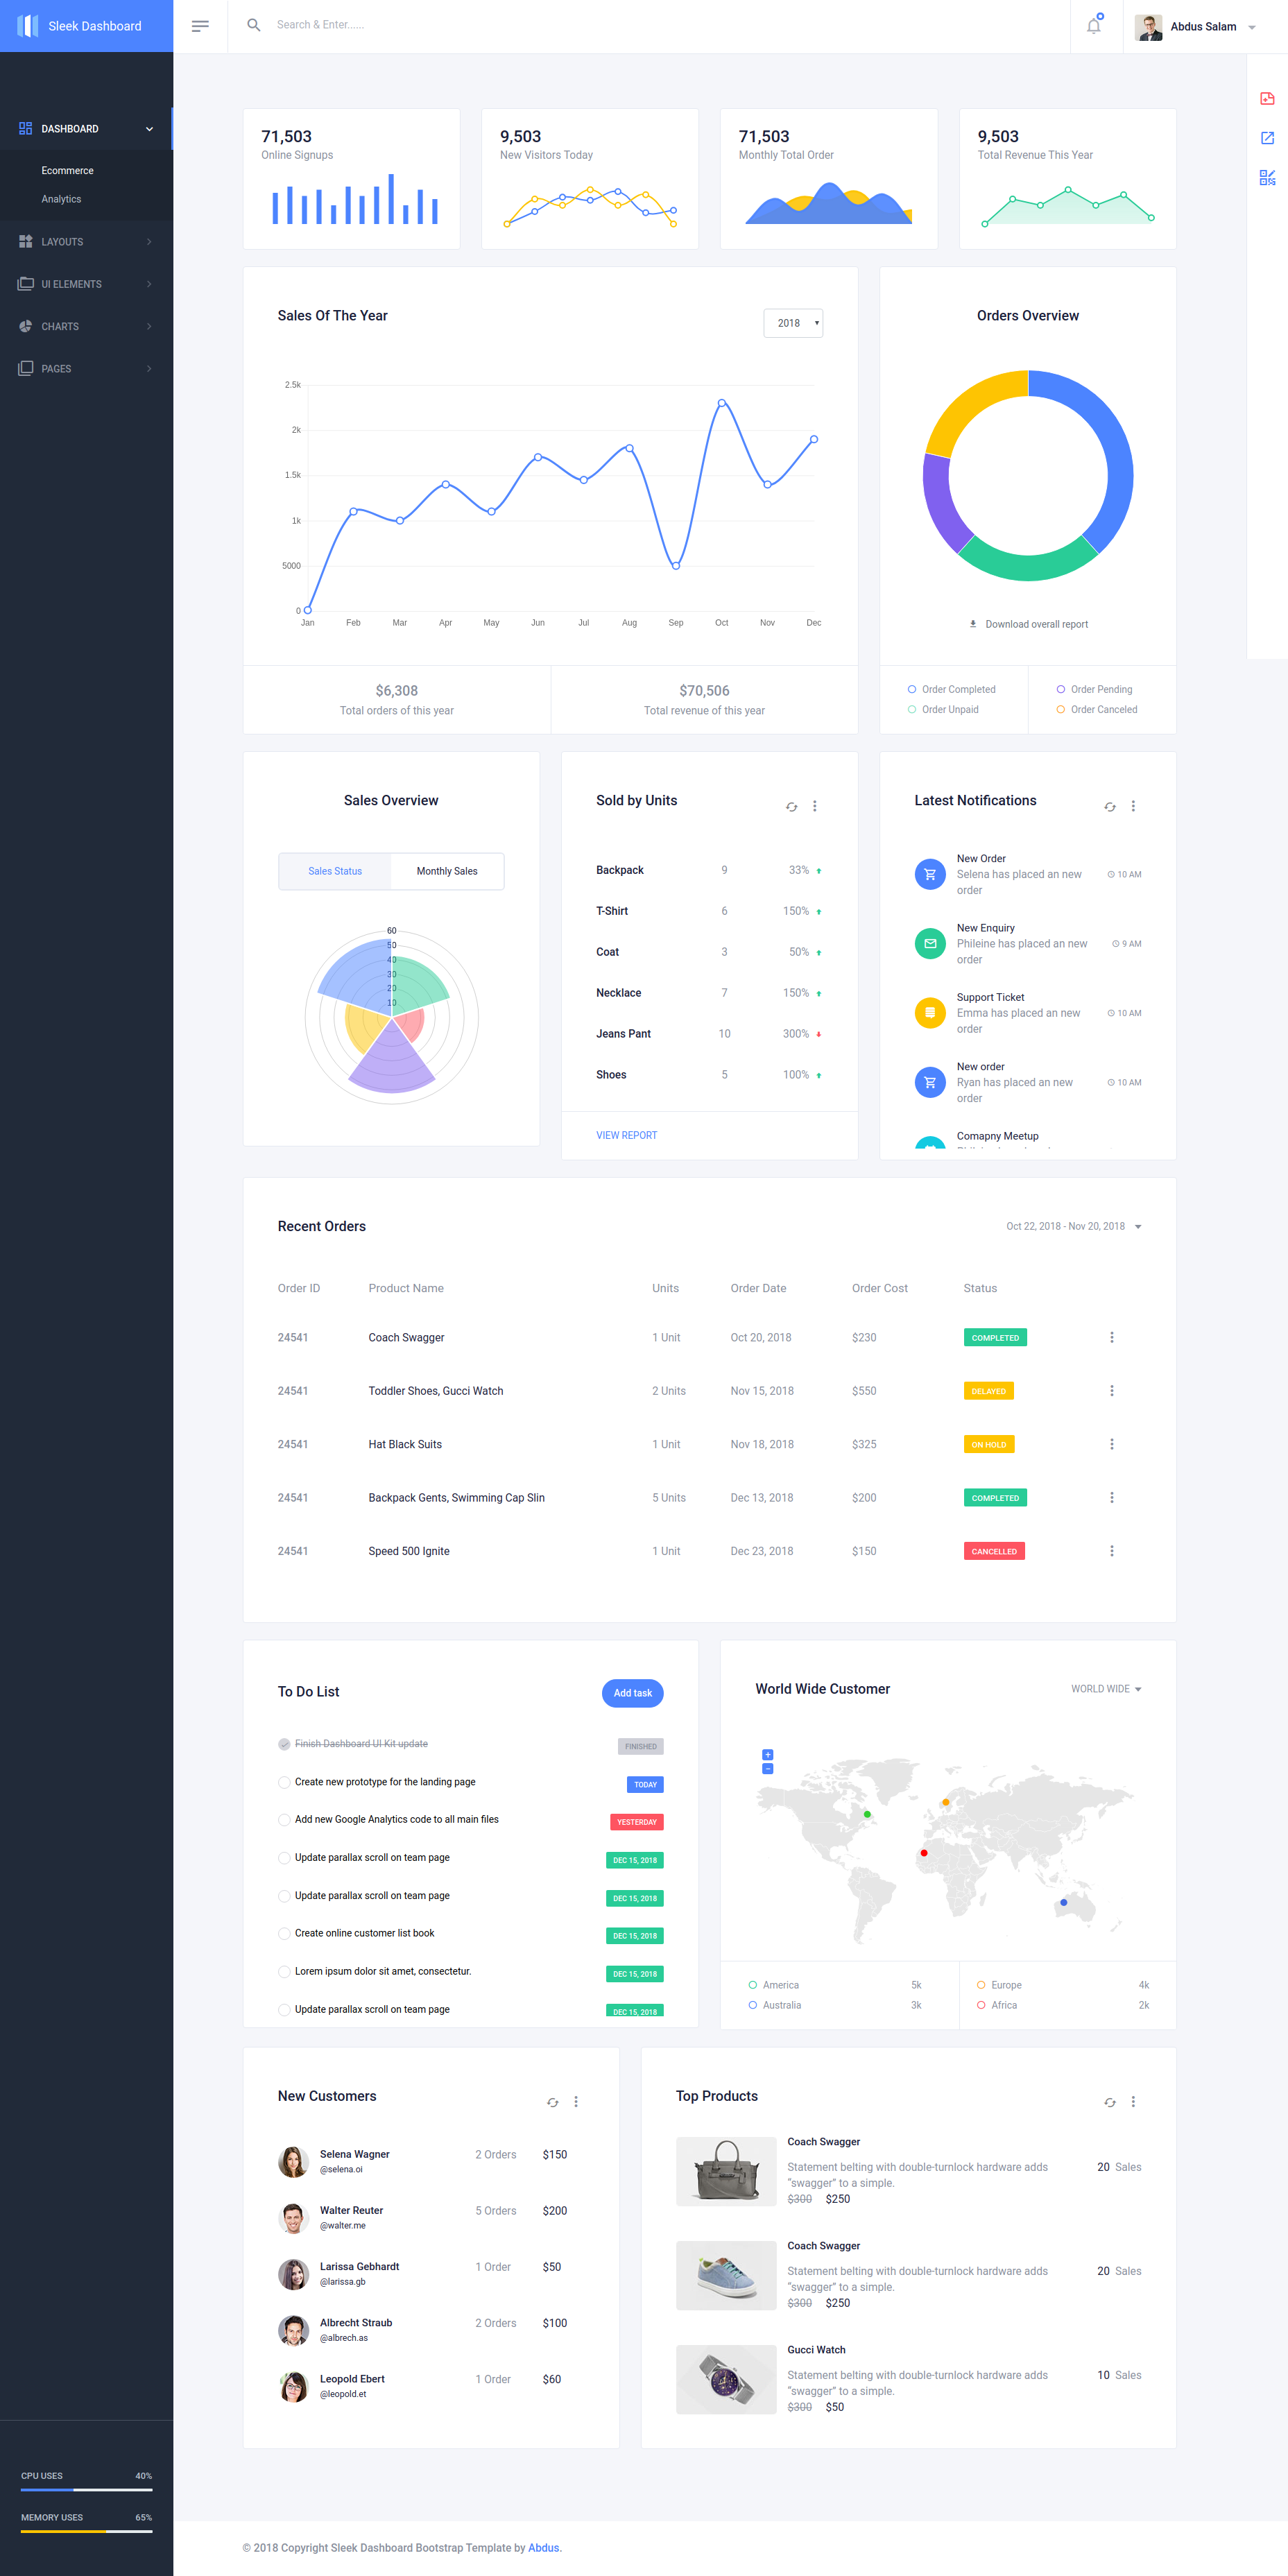 Sleek Dashboard
Search & Enter......
Abdus Salam
DASHBOARD
Ecommerce
Analytics
LAYOUTS
UI ELEMENTS
CHARTS
PAGES
71,503
Online Signups
9,503
New Visitors Today
71,503
Monthly Total Order
9,503
Total Revenue This Year
Sales Of The Year
2018
2.5k
2k
1.5k
1k
5000
0
Jan Feb Mar Apr May Jun Jul Aug Sep Oct Nov Dec
$6,308
Total orders of this year
$70,506
Total revenue of this year
Orders Overview
Download overall report
Order Completed
Order Pending
Order Unpaid
Order Canceled
Sales Overview
Sales Status
Monthly Sales
60
50
40
30
20
10
Sold by Units
Backpack 9 33%
T-Shirt 6 150%
Coat 3 50%
Necklace 7 150%
Jeans Pant 10 300%
Shoes 5 100%
VIEW REPORT
Latest Notifications
New Order
Selena has placed an new
order
10 AM
New Enquiry
Phileine has placed an new
order
9 AM
Support Ticket
Emma has placed an new
order
10 AM
New order
Ryan has placed an new
order
10 AM
Comapny Meetup
Recent Orders
Oct 22, 2018 - Nov 20, 2018
Order ID Product Name Units Order Date Order Cost Status
24541 Coach Swagger 1 Unit Oct 20, 2018 $230 COMPLETED
24541 Toddler Shoes, Gucci Watch 2 Units Nov 15, 2018 $550 DELAYED
24541 Hat Black Suits 1 Unit Nov 18, 2018 $325 ON HOLD
24541 Backpack Gents, Swimming Cap Slin 5 Units Dec 13, 2018 $200 COMPLETED
24541 Speed 500 Ignite 1 Unit Dec 23, 2018 $150 CANCELLED
To Do List
Add task
Finish Dashboard UI Kit update FINISHED
Create new prototype for the landing page TODAY
Add new Google Analytics code to all main files YESTERDAY
Update parallax scroll on team page DEC 15, 2018
Update parallax scroll on team page DEC 15, 2018
Create online customer list book DEC 15, 2018
Lorem ipsum dolor sit amet, consectetur. DEC 15, 2018
Update parallax scroll on team page DEC 15, 2018
World Wide Customer
WORLD WIDE
+
−
America 5k
Europe 4k
Australia 3k
Africa 2k
New Customers
Selena Wagner 2 Orders $150
@selena.oi
Walter Reuter 5 Orders $200
@walter.me
Larissa Gebhardt 1 Order $50
@larissa.gb
Albrecht Straub 2 Orders $100
@albrech.as
Leopold Ebert 1 Order $60
@leopold.et
Top Products
Coach Swagger
Statement belting with double-turnlock hardware adds
“swagger” to a simple.
$300 $250
20 Sales
Coach Swagger
Statement belting with double-turnlock hardware adds
“swagger” to a simple.
$300 $250
20 Sales
Gucci Watch
Statement belting with double-turnlock hardware adds
“swagger” to a simple.
$300 $50
10 Sales
CPU USES 40%
MEMORY USES 65%
© 2018 Copyright Sleek Dashboard Bootstrap Template by Abdus.